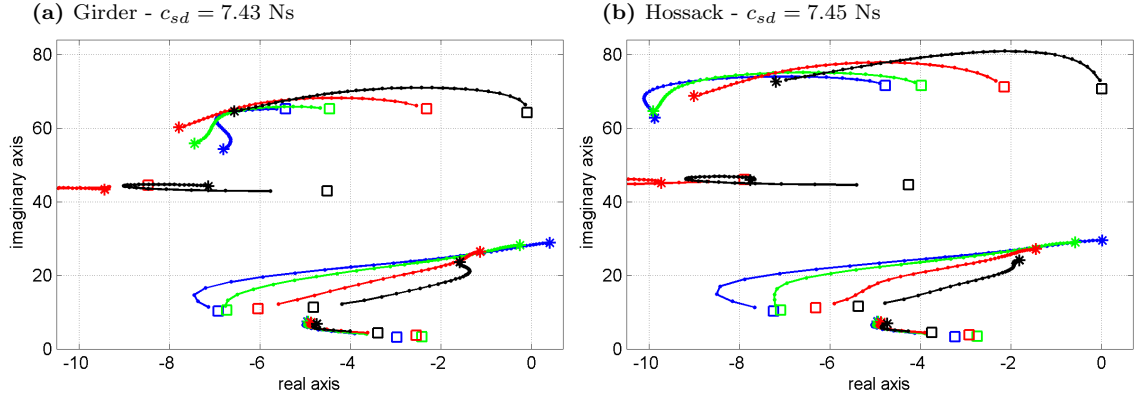 (a) Girder - c_sd = 7.43 Ns
80
60
40
20
0
-10 -8 -6 -4 -2 0
imaginary axis
real axis
(b) Hossack - c_sd = 7.45 Ns
80
60
40
20
0
-10 -8 -6 -4 -2 0
imaginary axis
real axis